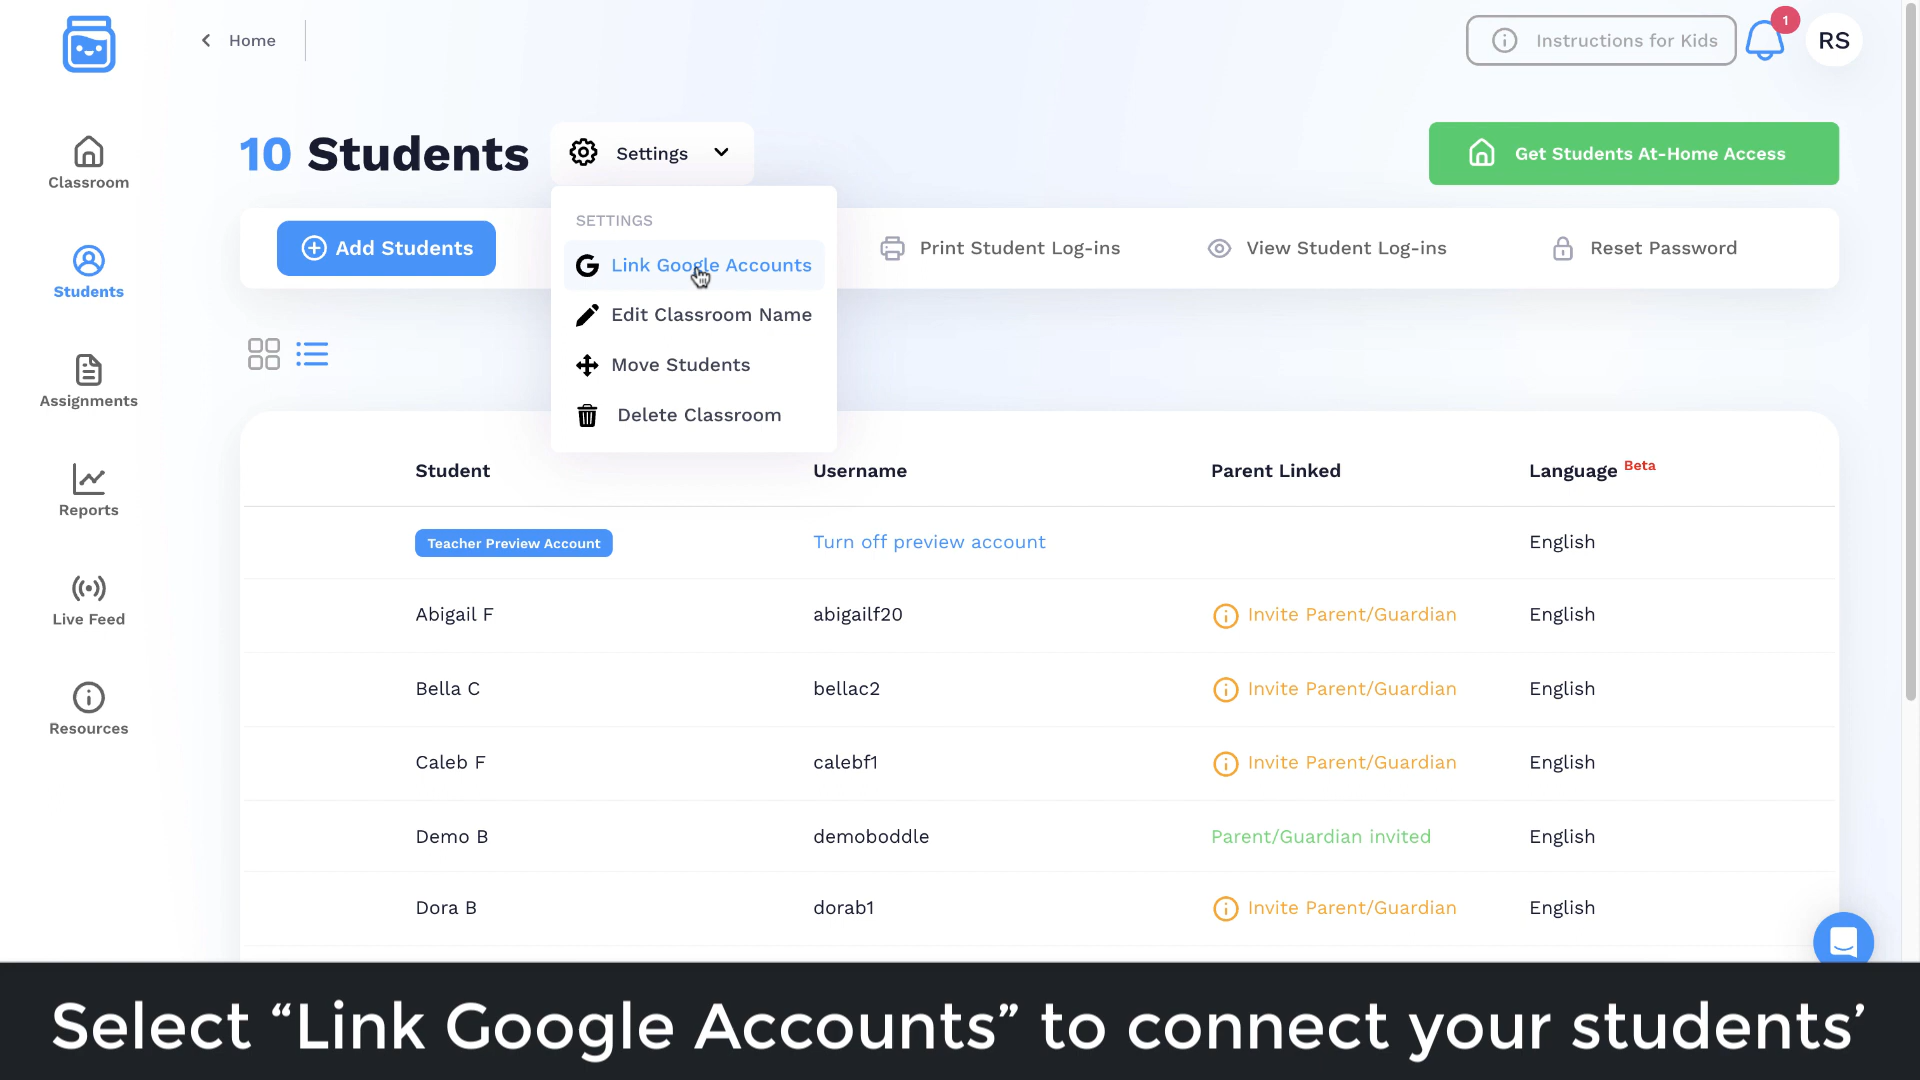 Home
Instructions for Kids
1
RS
10 Students
Settings
Get Students At-Home Access
Classroom
Students
Assignments
Reports
Live Feed
Resources
SETTINGS
Link Google Accounts
Edit Classroom Name
Move Students
Delete Classroom
Add Students
Print Student Log-ins
View Student Log-ins
Reset Password
Student Username Parent Linked Language Beta
Teacher Preview Account Turn off preview account English
Abigail F abigailf20 Invite Parent/Guardian English
Bella C bellac2 Invite Parent/Guardian English
Caleb F calebf1 Invite Parent/Guardian English
Demo B demoboddle Parent/Guardian invited English
Dora B dorab1 Invite Parent/Guardian English
Select “Link Google Accounts” to connect your students’